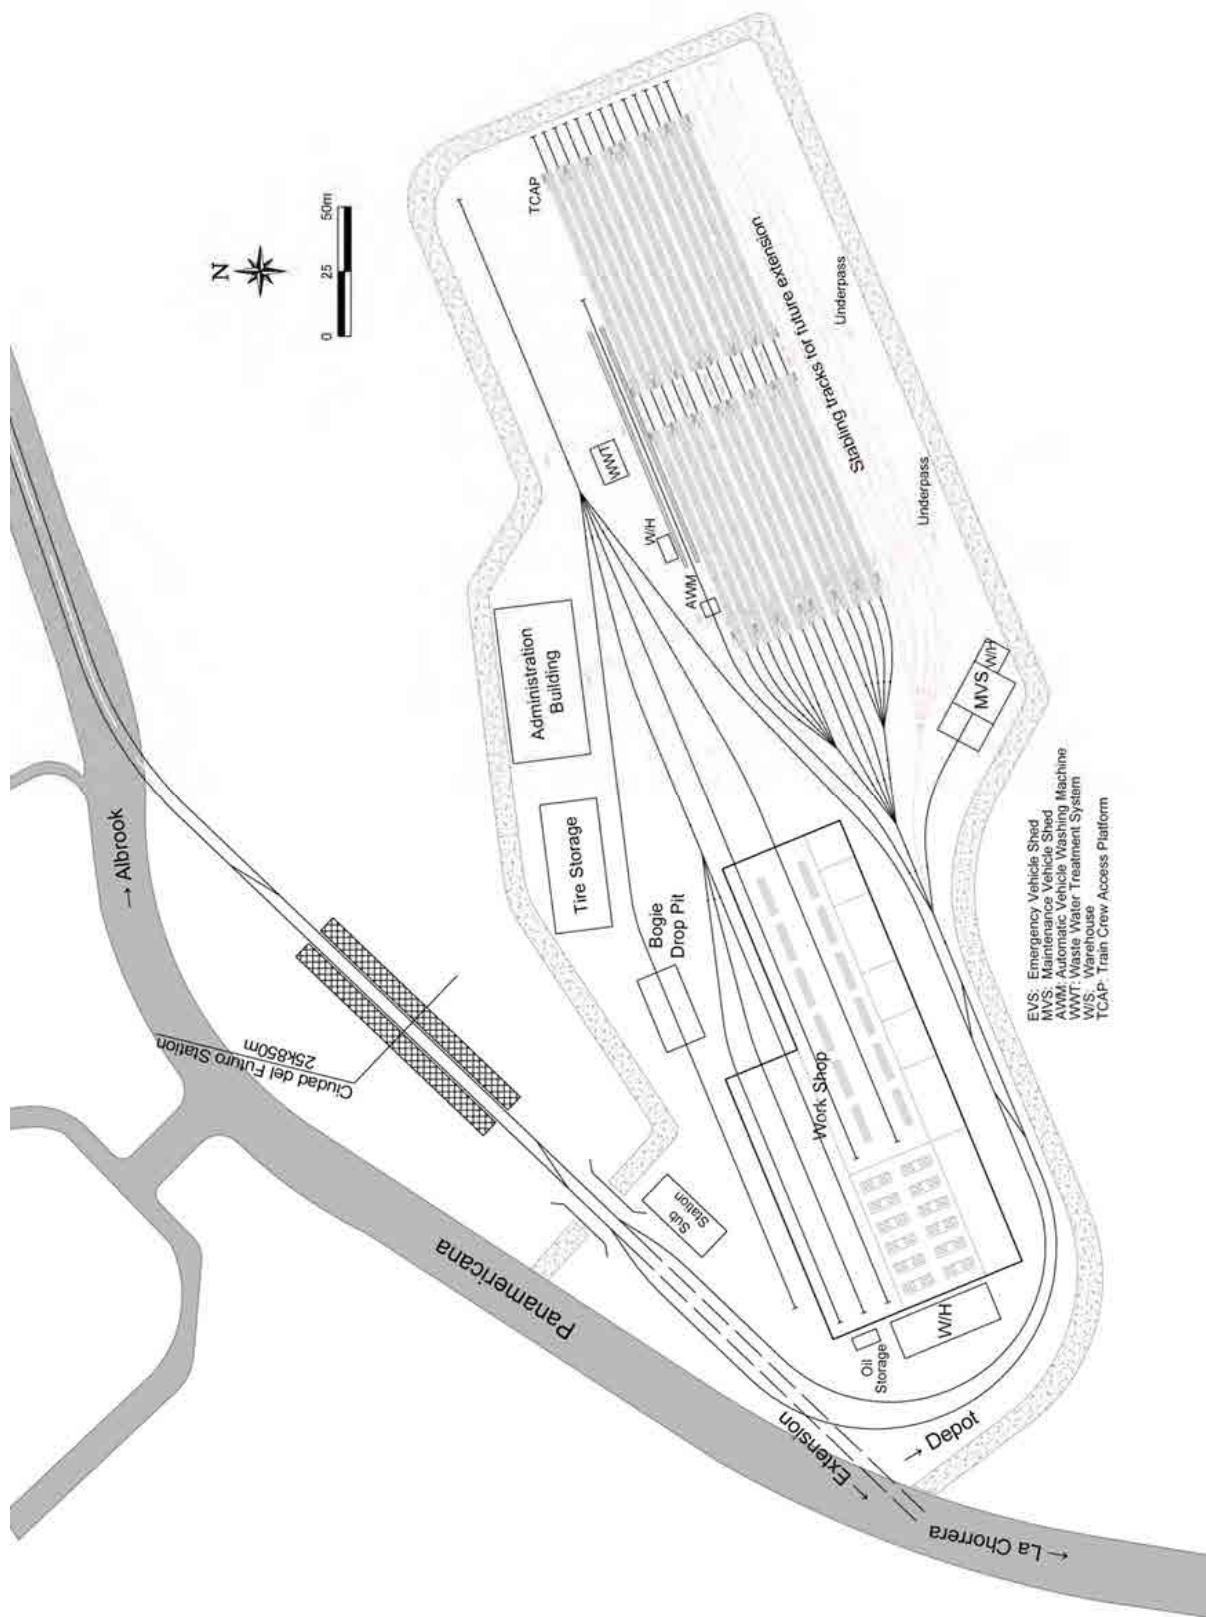 N
0 25 50m
TCAP
Stabling tracks for future extension
Underpass
Underpass
WWT
W/H
AWM
Administration
Building
Tire Storage
Bogie
Drop Pit
MVS
W/H
→ Albrook
Ciudad del Futuro Station
25k850m
Work Shop
Sub
Station
Panamericana
W/H
Oil
Storage
← Extension
→ Depot
← La Chorrera
EVS: Emergency Vehicle Shed
MVS: Maintenance Vehicle Shed
AWM: Automatic Vehicle Washing Machine
WWT: Waste Water Treatment System
W/S: Warehouse
TCAP: Train Crew Access Platform